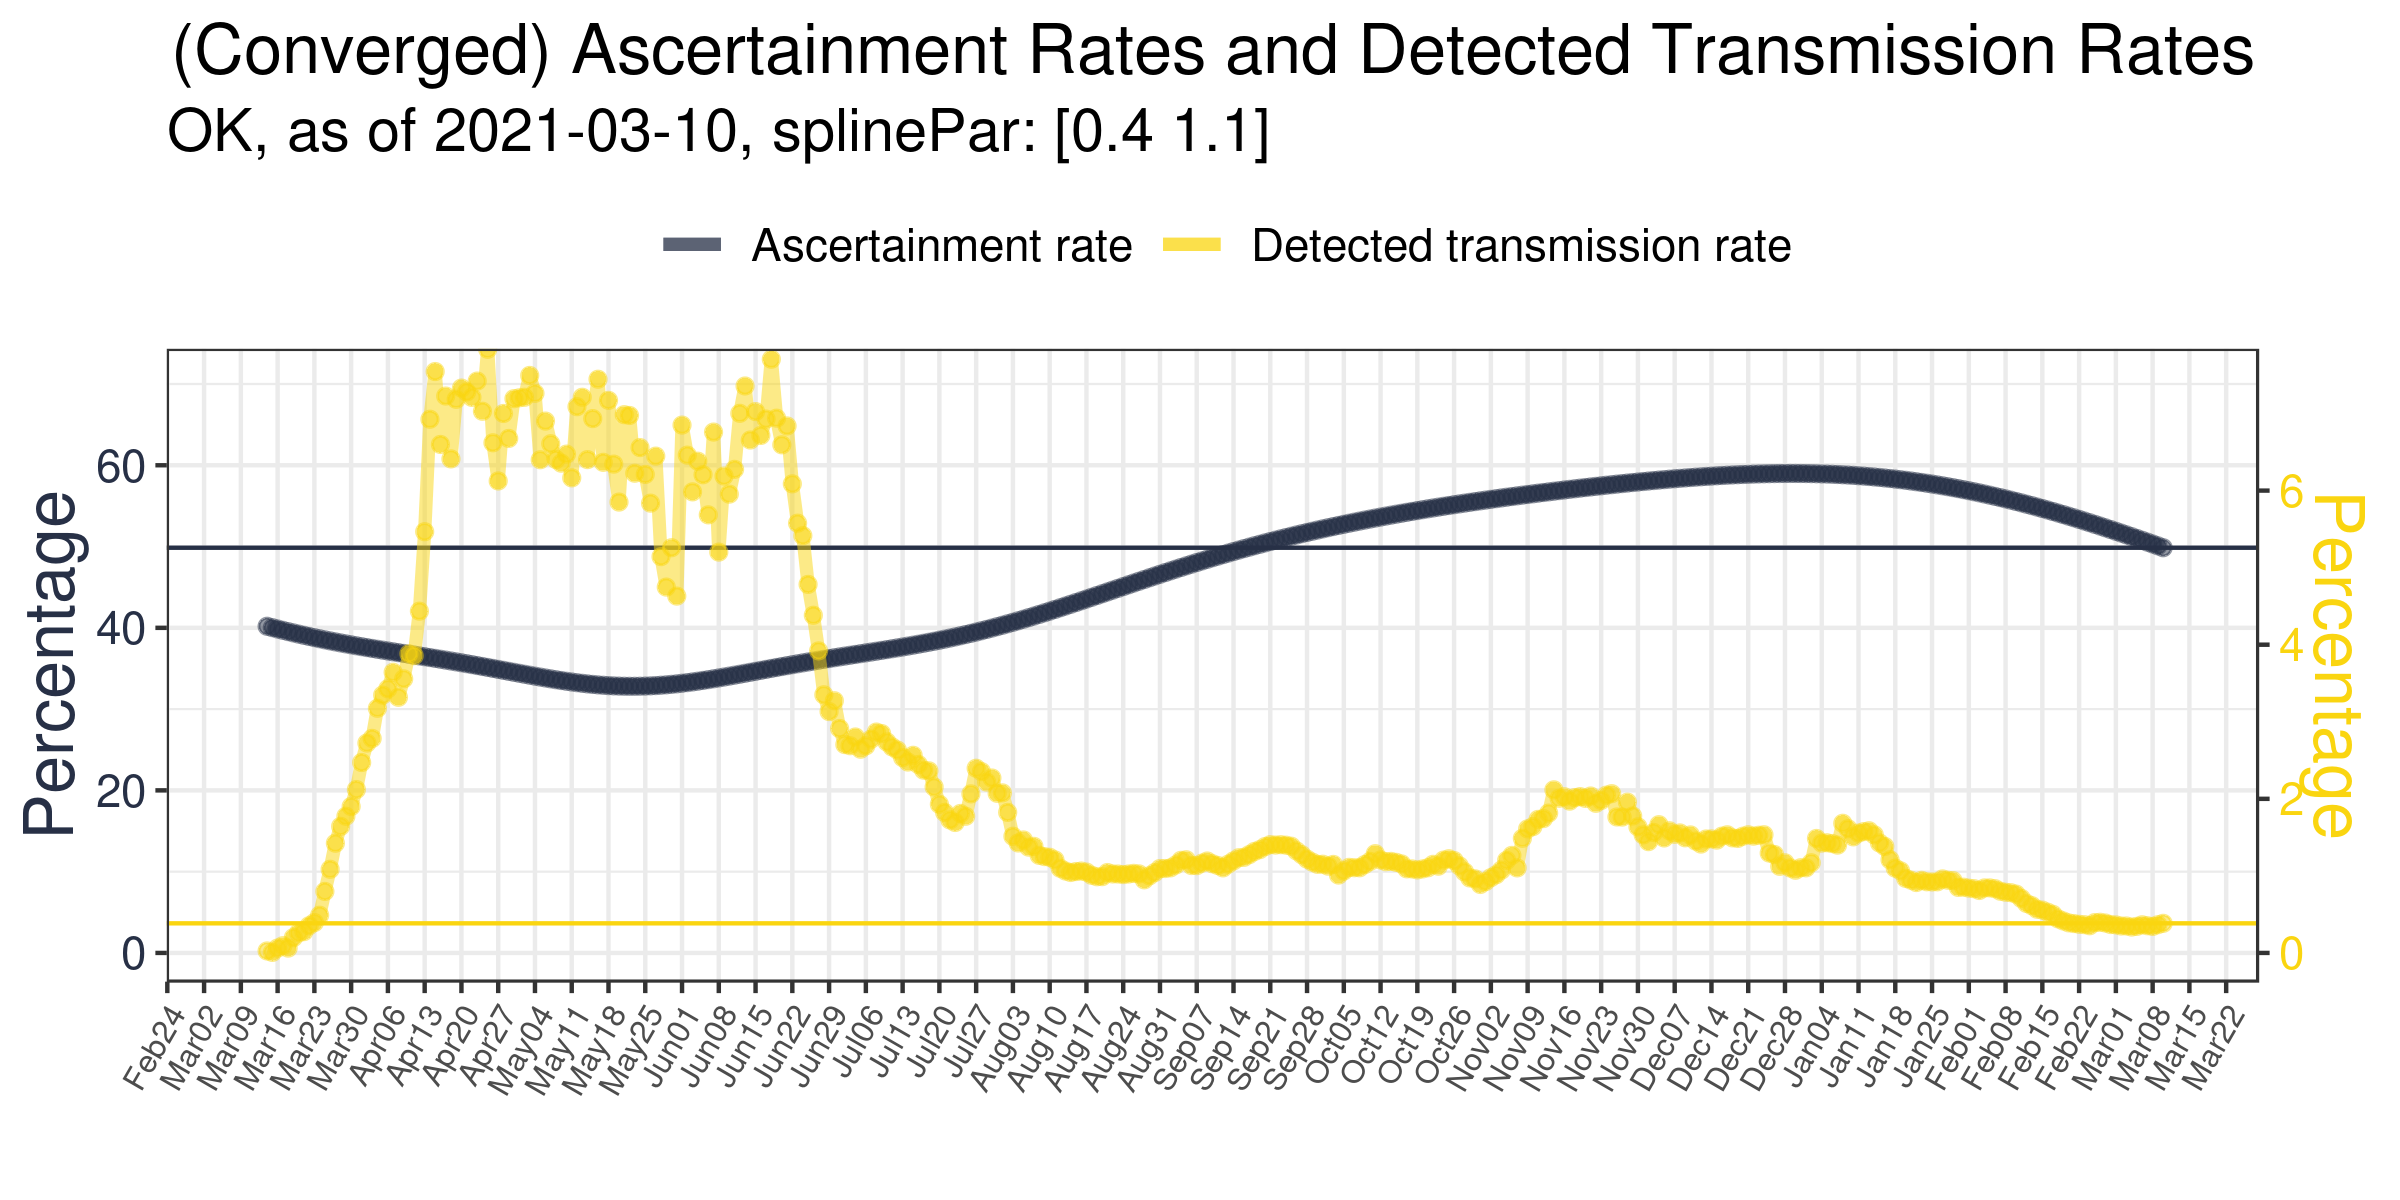 (Converged) Ascertainment Rates and Detected Transmission Rates
OK, as of 2021-03-10, splinePar: [0.4 1.1]
Ascertainment rate
Detected transmission rate
Percentage
60
40
20
0
6
4
2
0
Percentage
Feb24
Mar02
Mar09
Mar16
Mar23
Mar30
Apr06
Apr13
Apr20
Apr27
May04
May11
May18
May25
Jun01
Jun08
Jun15
Jun22
Jun29
Jul06
Jul13
Jul20
Jul27
Aug03
Aug10
Aug17
Aug24
Aug31
Sep07
Sep14
Sep21
Sep28
Oct05
Oct12
Oct19
Oct26
Nov02
Nov09
Nov16
Nov23
Nov30
Dec07
Dec14
Dec21
Dec28
Jan04
Jan11
Jan18
Jan25
Feb01
Feb08
Feb15
Feb22
Mar01
Mar08
Mar15
Mar22